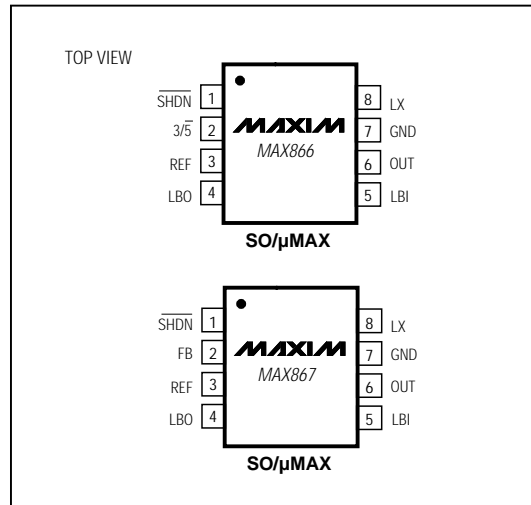 TOP VIEW
SHDN 1
3/5 2
REF 3
LBO 4
MAXIM
MAX866
8 LX
7 GND
6 OUT
5 LBI
SO/µMAX
SHDN 1
FB 2
REF 3
LBO 4
MAXIM
MAX867
8 LX
7 GND
6 OUT
5 LBI
SO/µMAX